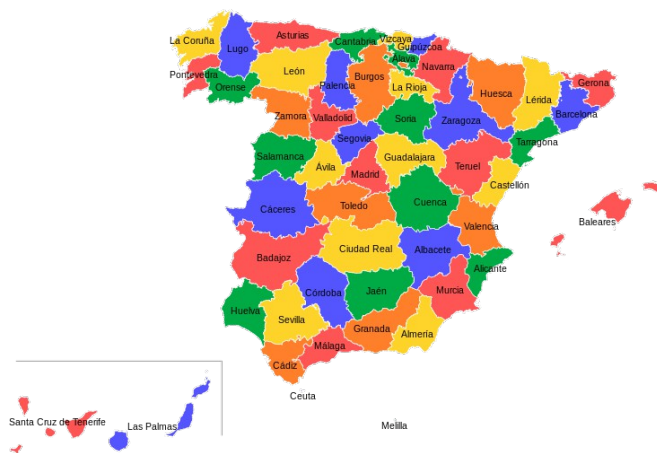 La Coruña
Lugo
Asturias
Cantabria
Vizcaya
Guipúzcoa
Álava
Navarra
Pontevedra
Orense
León
Palencia
Burgos
La Rioja
Huesca
Lérida
Gerona
Barcelona
Zamora
Valladolid
Soria
Zaragoza
Tarragona
Segovia
Salamanca
Ávila
Madrid
Guadalajara
Teruel
Castellón
Cáceres
Toledo
Cuenca
Valencia
Baleares
Badajoz
Ciudad Real
Albacete
Alicante
Huelva
Sevilla
Córdoba
Jaén
Murcia
Granada
Almería
Málaga
Cádiz
Ceuta
Melilla
Santa Cruz de Tenerife
Las Palmas